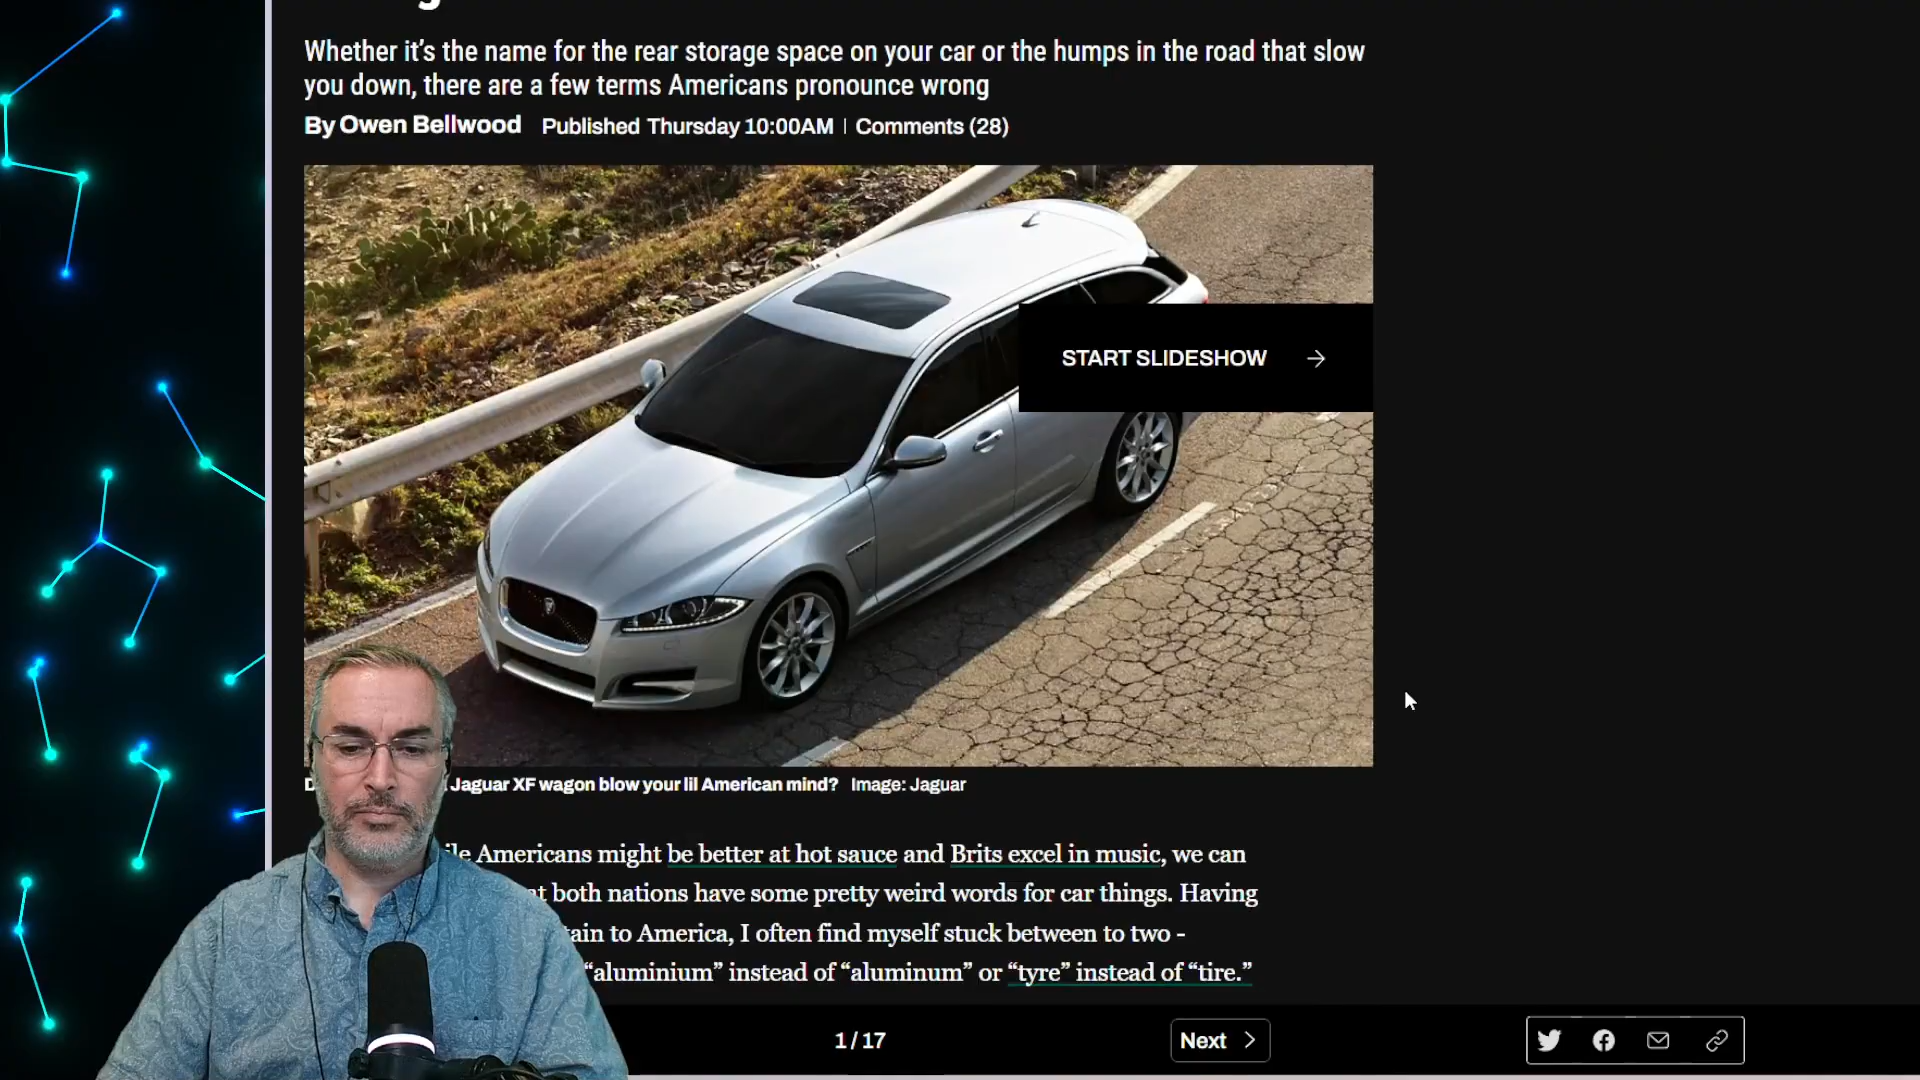 Whether it's the name for the rear storage space on your car or the humps in the road that slow
you down, there are a few terms Americans pronounce wrong
By Owen Bellwood Published Thursday 10:00AM | Comments (28)
START SLIDESHOW
Jaguar XF wagon blow your lil American mind? Image: Jaguar
Americans might be better at hot sauce and Brits excel in music, we can
both nations have some pretty weird words for car things. Having
to America, I often find myself stuck between to two -
“aluminium” instead of “aluminum” or “tyre” instead of “tire.”
1 / 17
Next